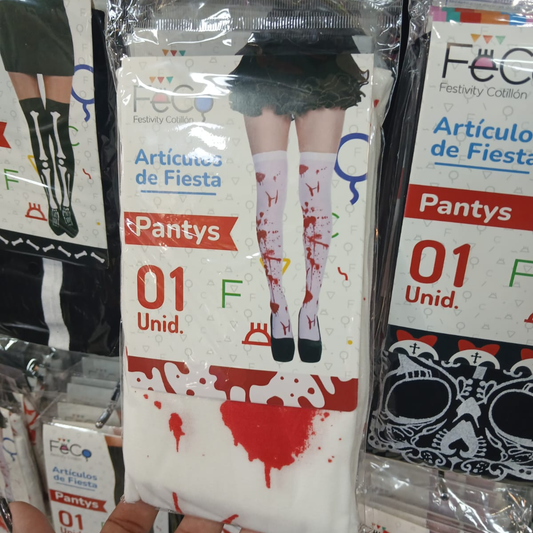 FeCo
Festivity Cotillón
Artículos
de Fiesta
Pantys
01
Unid.
F
C
FeCo
Festivity Cotillón
Artículos
de Fiesta
Pantys
01
Unid.
F
F
FeCo
Artículos
de Fiesta
Pantys
01